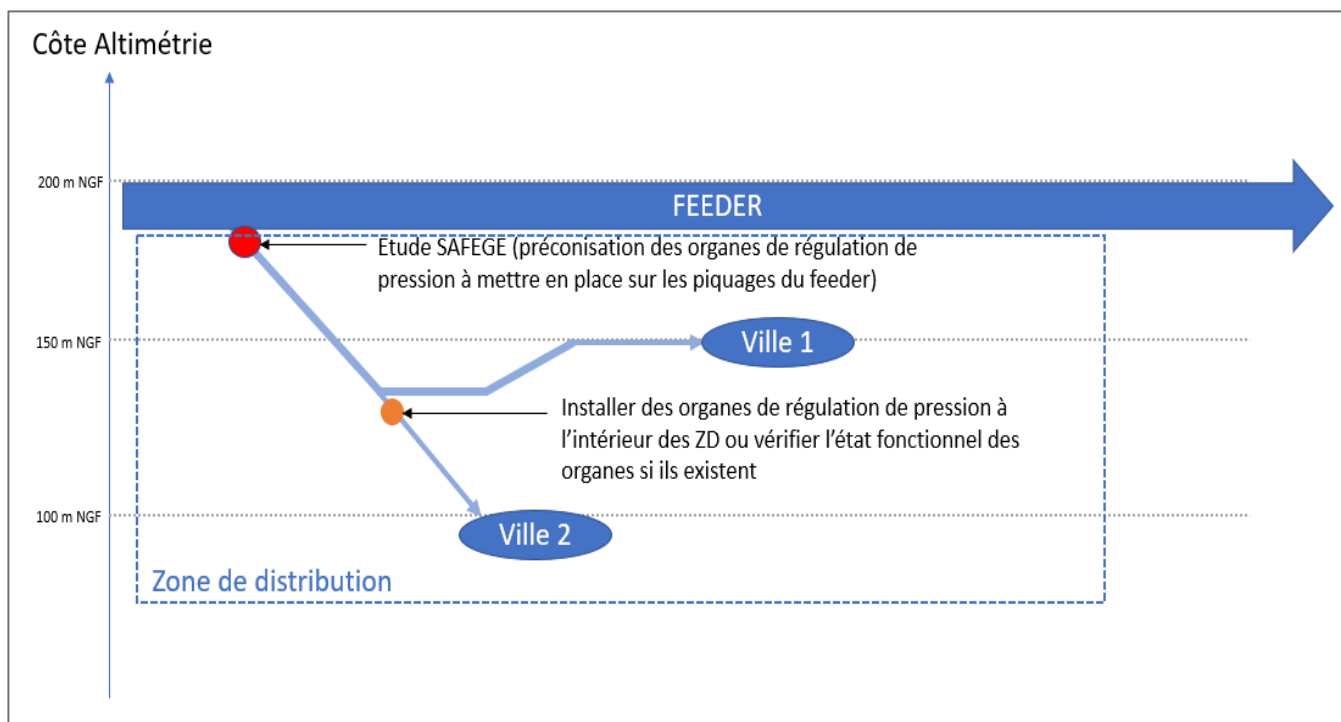 Côte Altimétrie
200 m NGF
FEEDER
Etude SAFEGE (préconisation des organes de régulation de
pression à mettre en place sur les piquages du feeder)
150 m NGF
Ville 1
Installer des organes de régulation de pression à
l'intérieur des ZD ou vérifier l'état fonctionnel des
organes si ils existent
100 m NGF
Ville 2
Zone de distribution